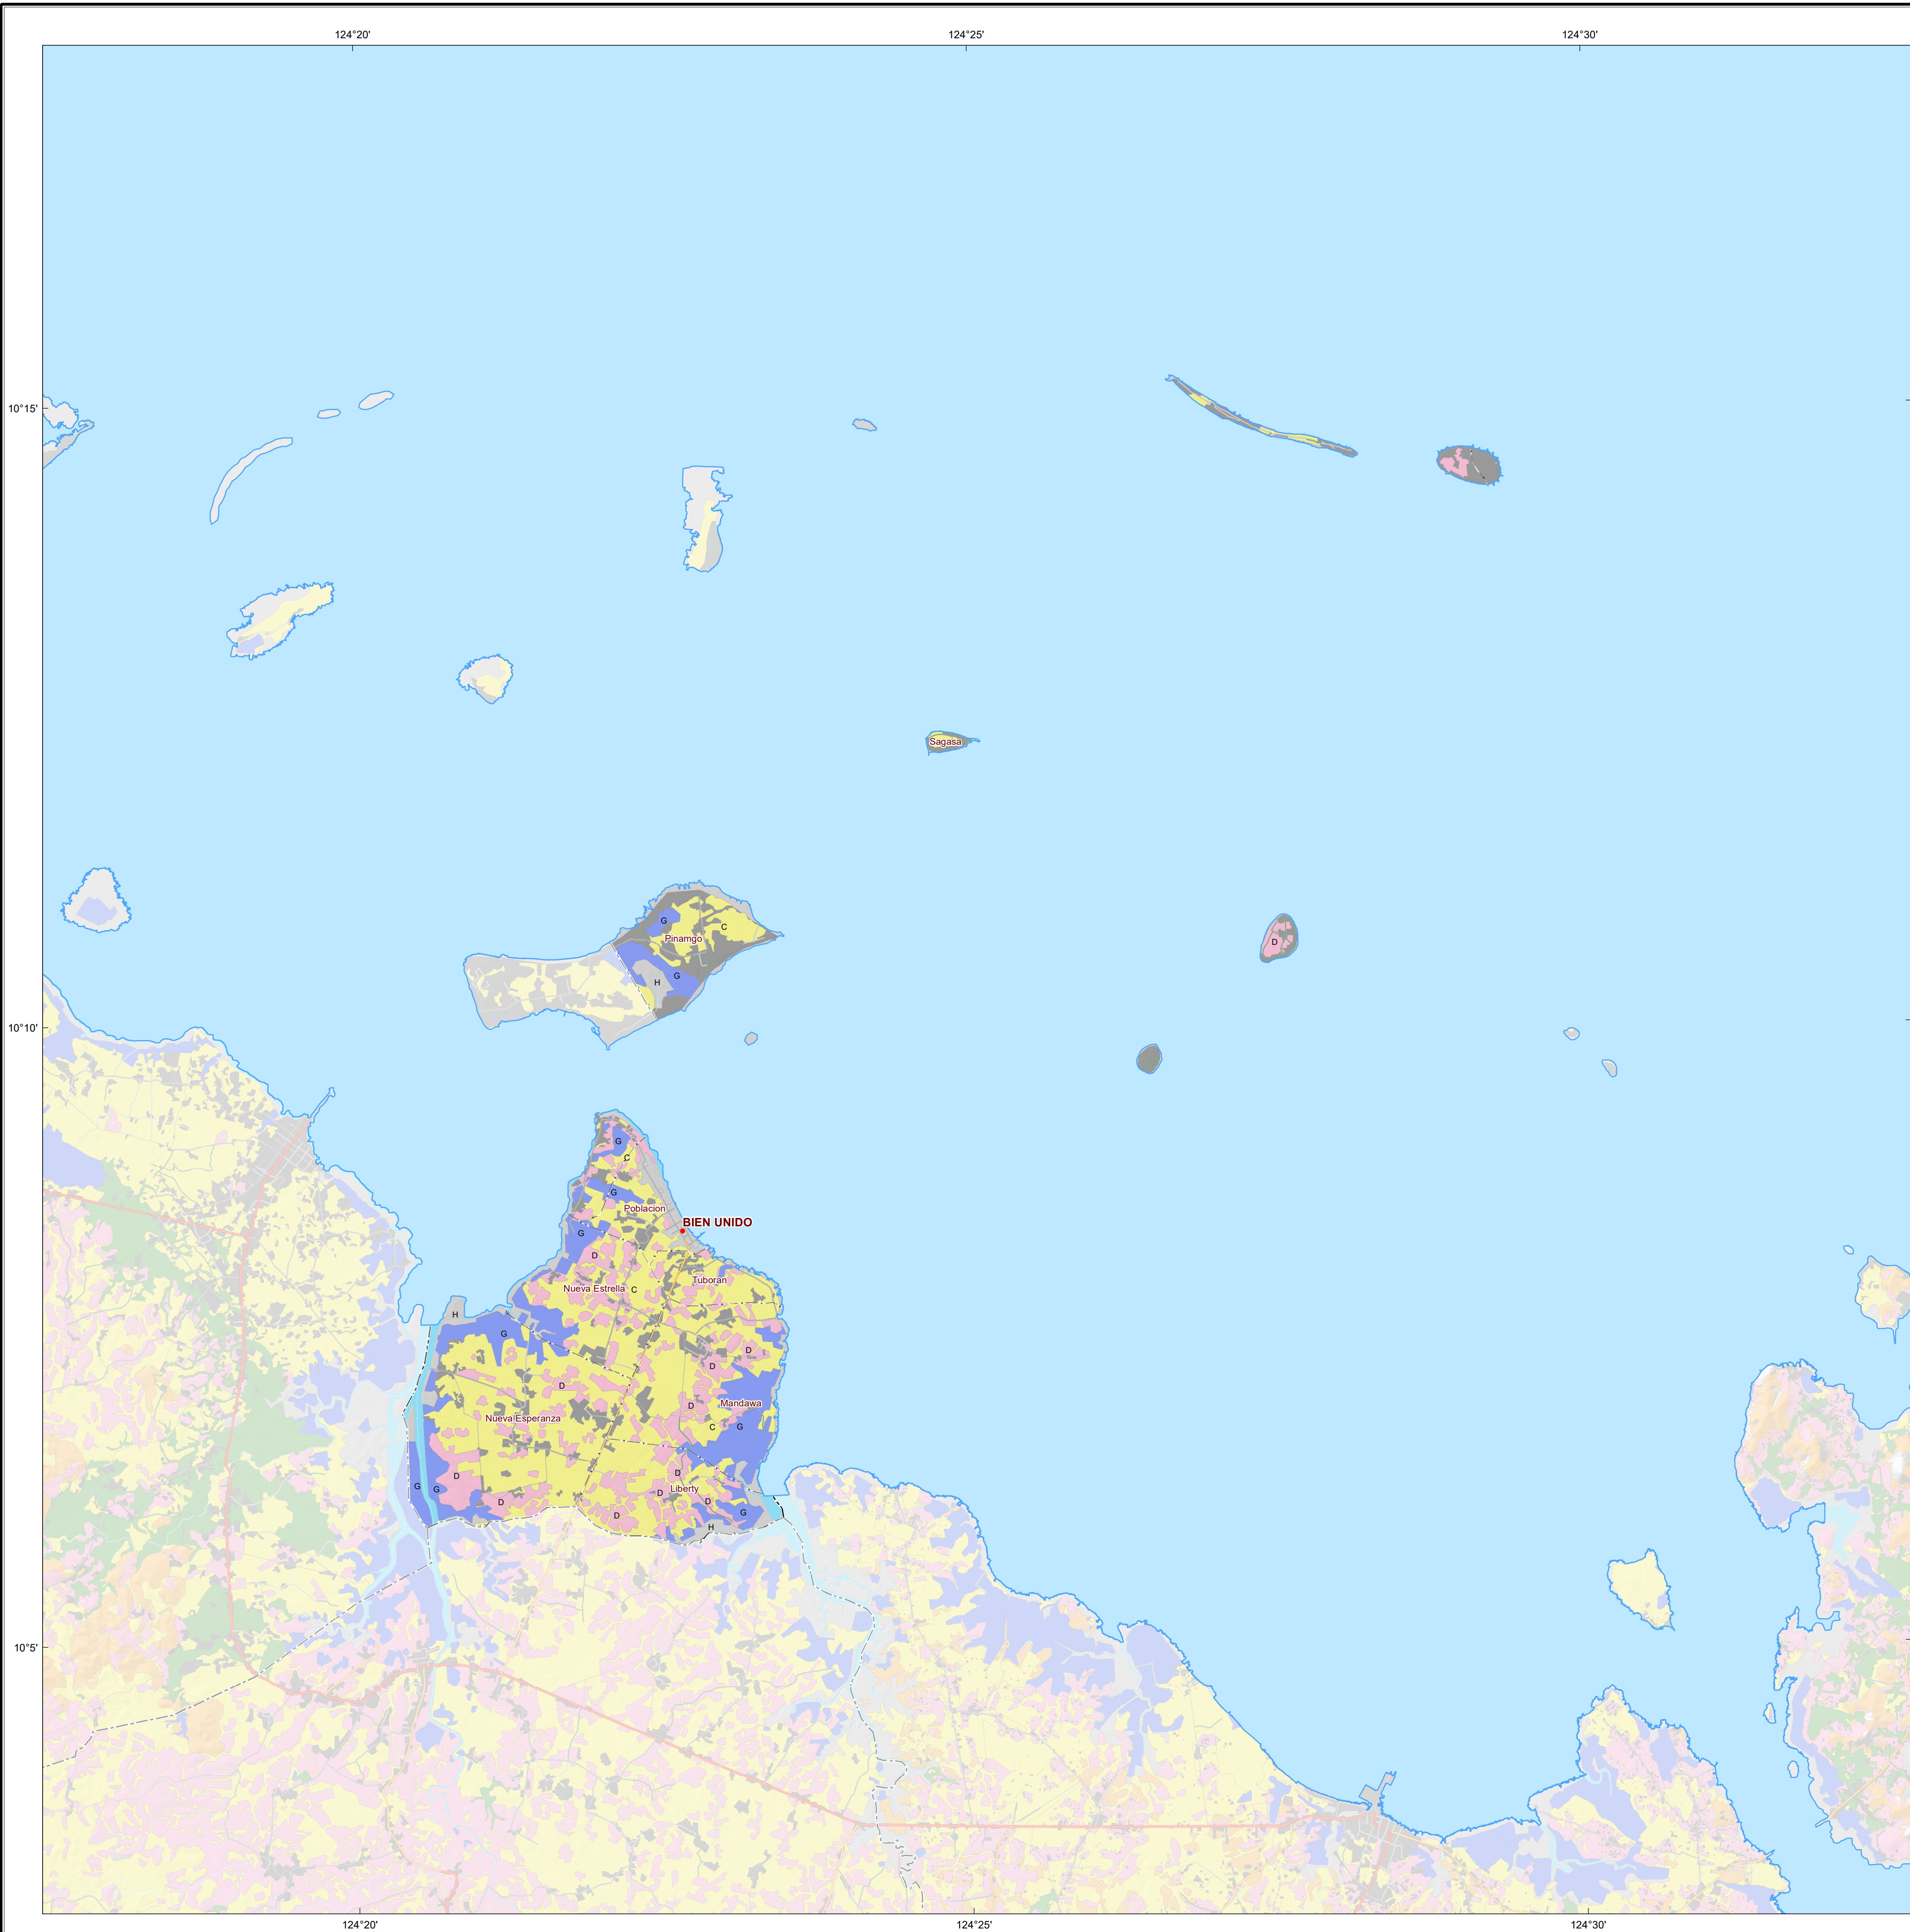 124°20' 124°25' 124°30'
10°15'
Sagasa
G
C
Pinamgo
D
G
H
10°10'
G
C
G
Poblacion
BIEN UNIDO
G
D
Tuboran
Nueva Estrella
C
H
G
D
D
D
Mandawa
D
Nueva Esperanza
C
G
D
D
G
G
Liberty
D
D
D
G
D
H
10°5'
124°20' 124°25' 124°30'